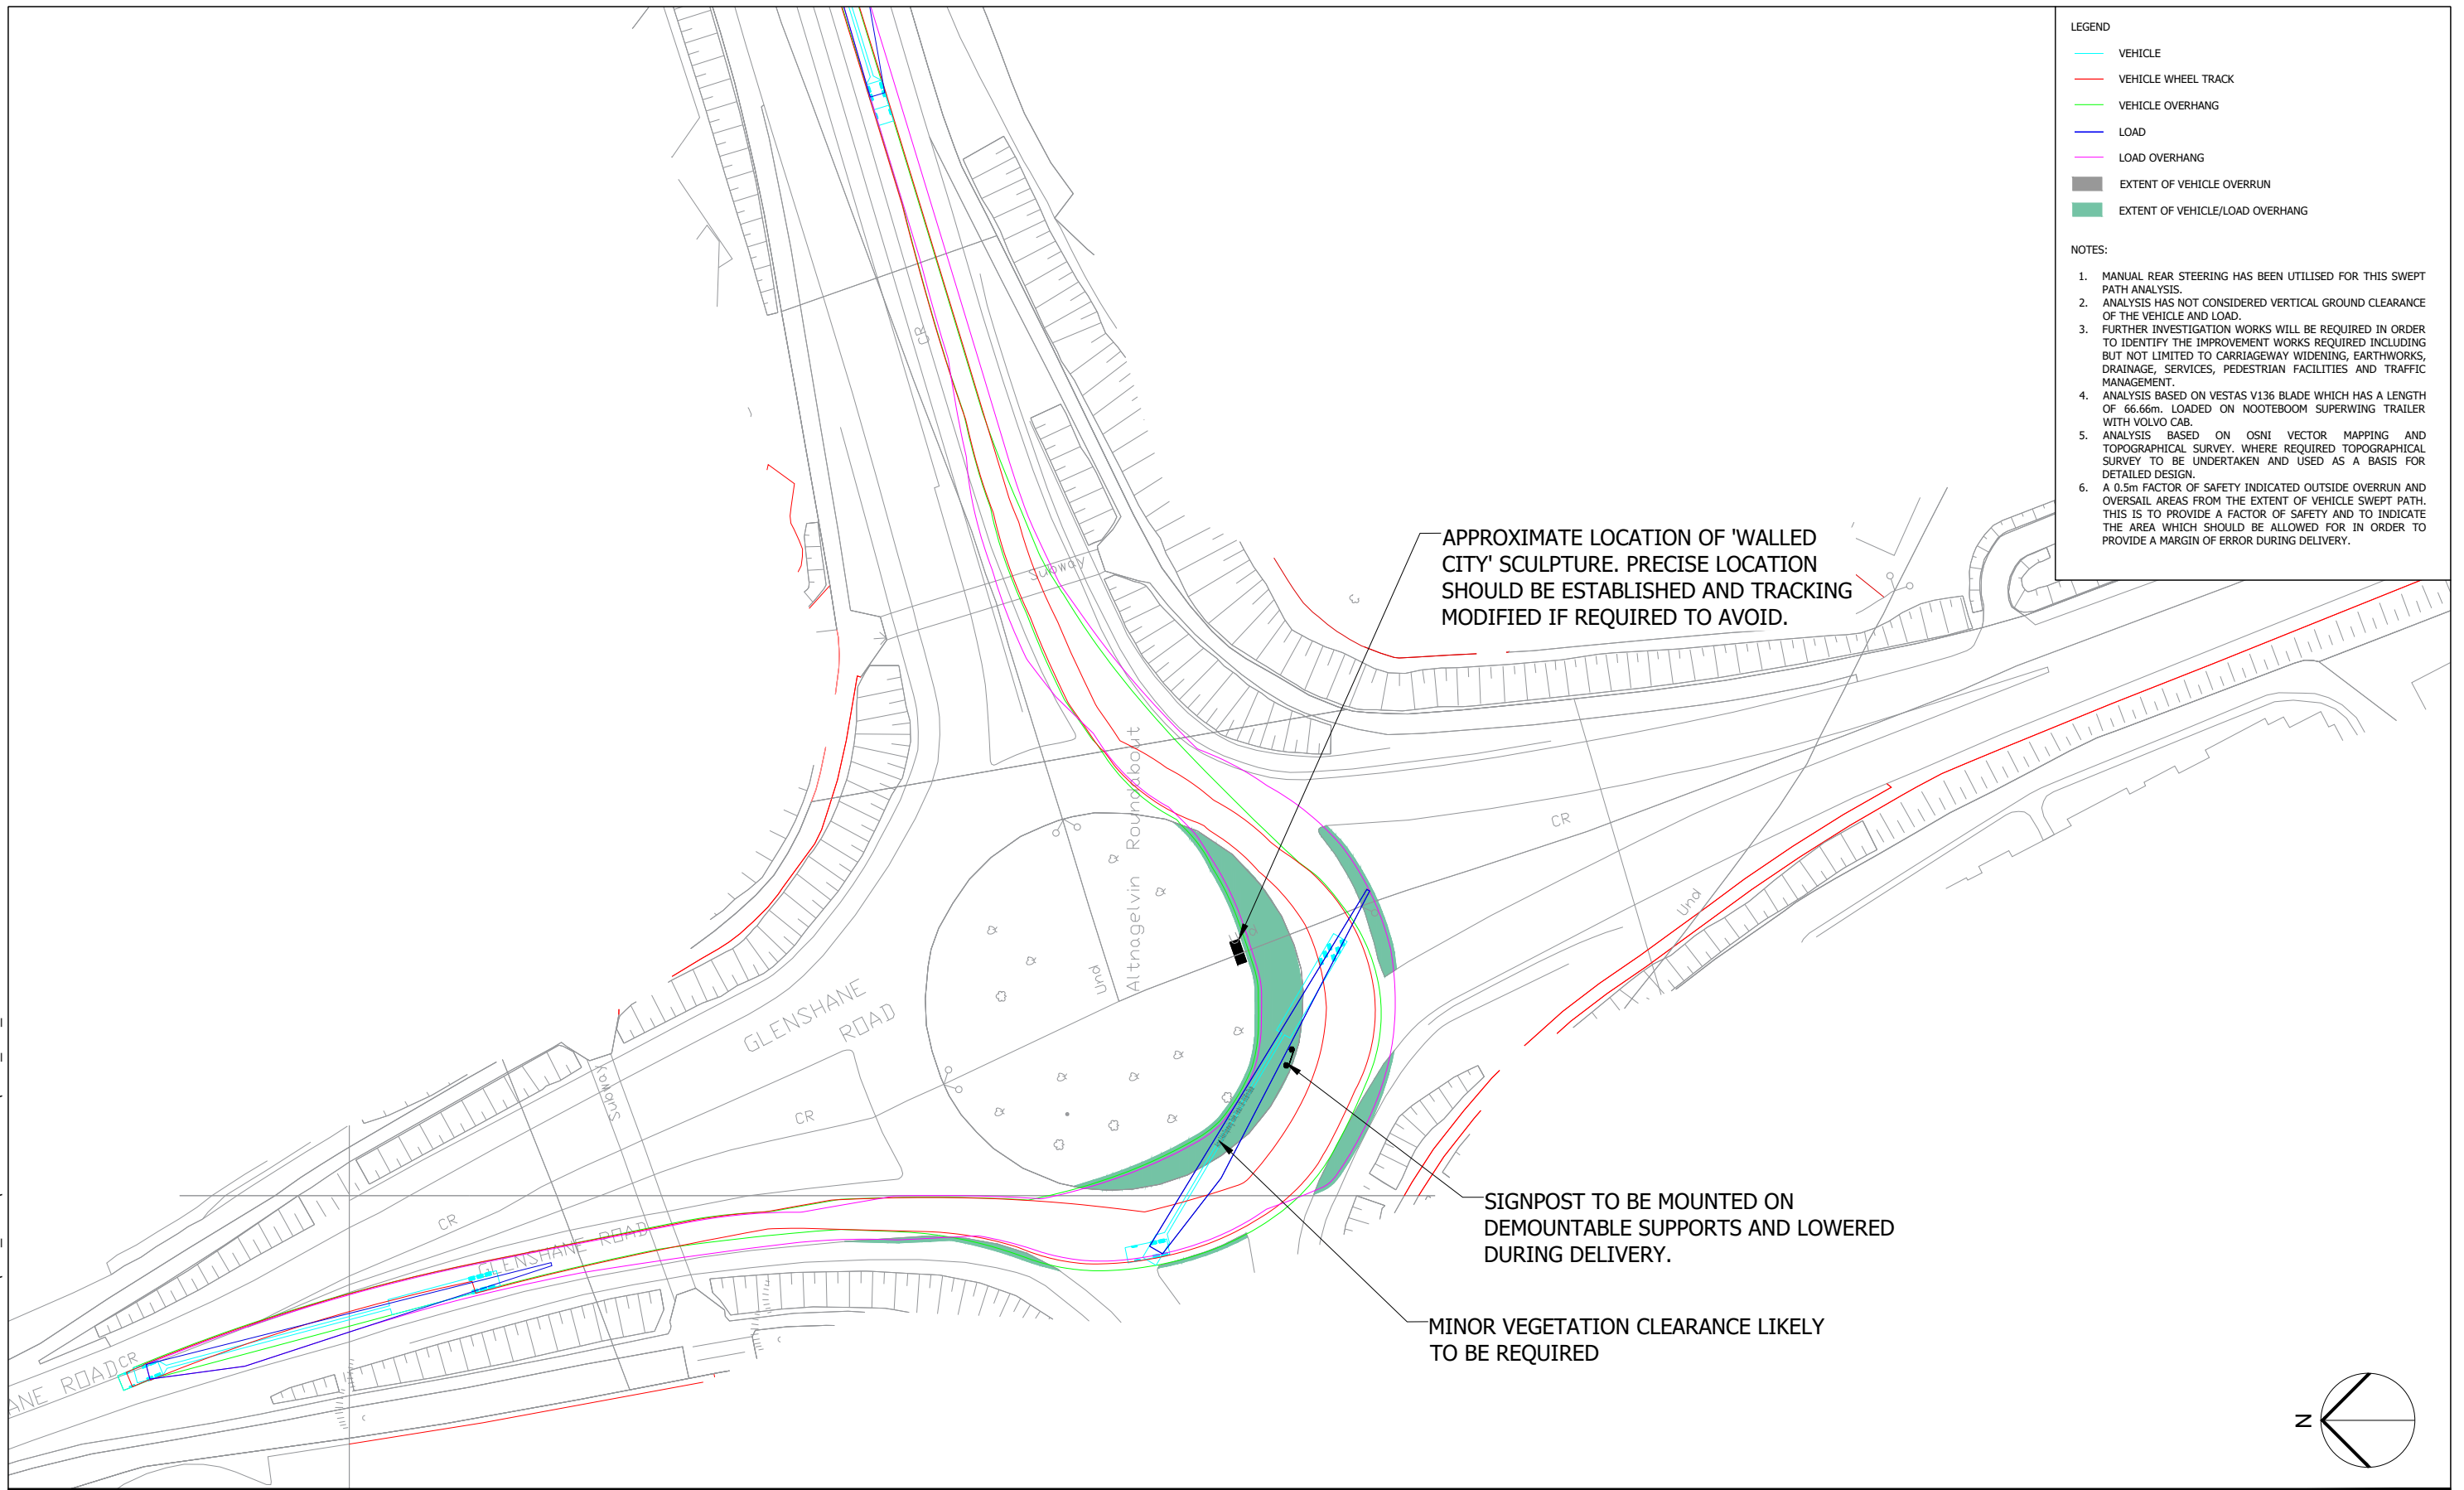 LEGEND
VEHICLE
VEHICLE WHEEL TRACK
VEHICLE OVERHANG
LOAD
LOAD OVERHANG
EXTENT OF VEHICLE OVERRUN
EXTENT OF VEHICLE/LOAD OVERHANG
NOTES:
1. MANUAL REAR STEERING HAS BEEN UTILISED FOR THIS SWEPT
PATH ANALYSIS.
2. ANALYSIS HAS NOT CONSIDERED VERTICAL GROUND CLEARANCE
OF THE VEHICLE AND LOAD.
3. FURTHER INVESTIGATION WORKS WILL BE REQUIRED IN ORDER
TO IDENTIFY THE IMPROVEMENT WORKS REQUIRED INCLUDING
BUT NOT LIMITED TO CARRIAGEWAY WIDENING, EARTHWORKS,
DRAINAGE, SERVICES, PEDESTRIAN FACILITIES AND TRAFFIC
MANAGEMENT.
4. ANALYSIS BASED ON VESTAS V136 BLADE WHICH HAS A LENGTH
OF 66.66m. LOADED ON NOOTEBOOM SUPERWING TRAILER
WITH VOLVO CAB.
5. ANALYSIS BASED ON OSNI VECTOR MAPPING AND
TOPOGRAPHICAL SURVEY. WHERE REQUIRED TOPOGRAPHICAL
SURVEY TO BE UNDERTAKEN AND USED AS A BASIS FOR
DETAILED DESIGN.
6. A 0.5m FACTOR OF SAFETY INDICATED OUTSIDE OVERRUN AND
OVERSAIL AREAS FROM THE EXTENT OF VEHICLE SWEPT PATH.
THIS IS TO PROVIDE A FACTOR OF SAFETY AND TO INDICATE
THE AREA WHICH SHOULD BE ALLOWED FOR IN ORDER TO
PROVIDE A MARGIN OF ERROR DURING DELIVERY.
CR
Subway
APPROXIMATE LOCATION OF 'WALLED
CITY' SCULPTURE. PRECISE LOCATION
SHOULD BE ESTABLISHED AND TRACKING
MODIFIED IF REQUIRED TO AVOID.
Altnagelvin Roundabout
CR
Und
Und
GLENSHANE
ROAD
Subway
CR
CR
GLENSHANE ROAD
ANE ROAD
CR
SIGNPOST TO BE MOUNTED ON
DEMOUNTABLE SUPPORTS AND LOWERED
DURING DELIVERY.
MINOR VEGETATION CLEARANCE LIKELY
TO BE REQUIRED
N